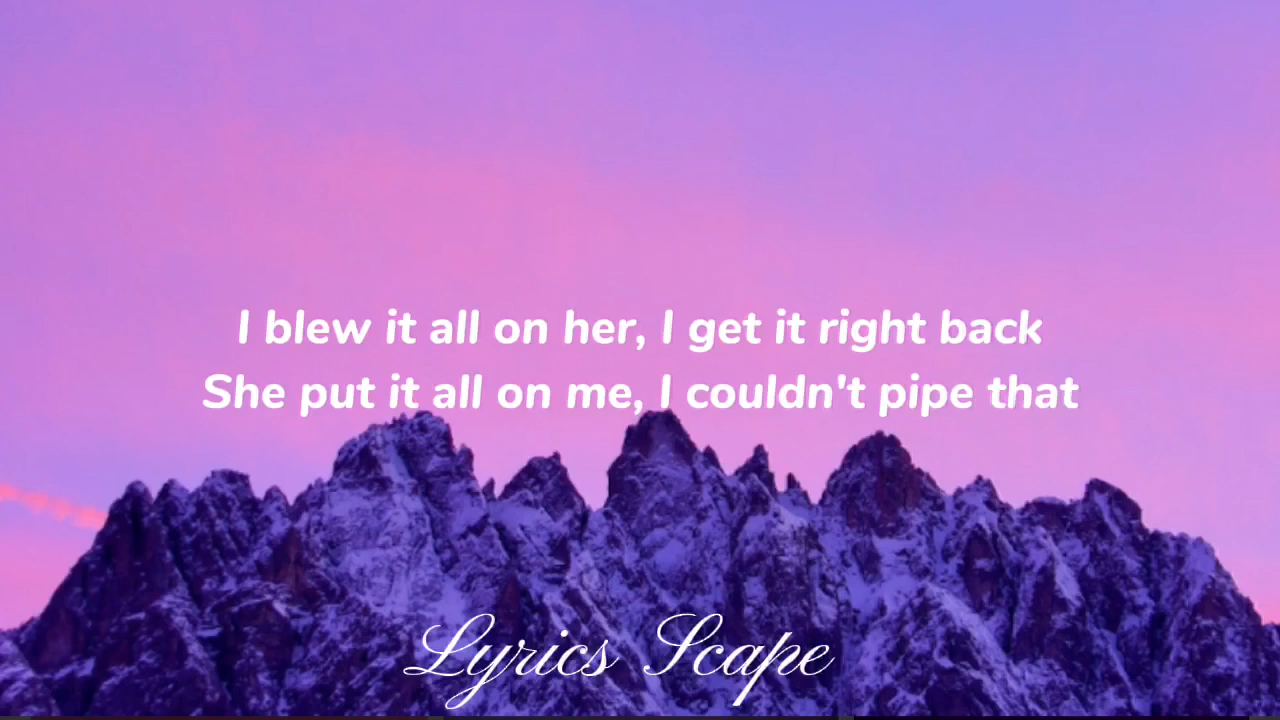 I blew it all on her, I get it right back
She put it all on me, I couldn't pipe that
Lyrics Scape